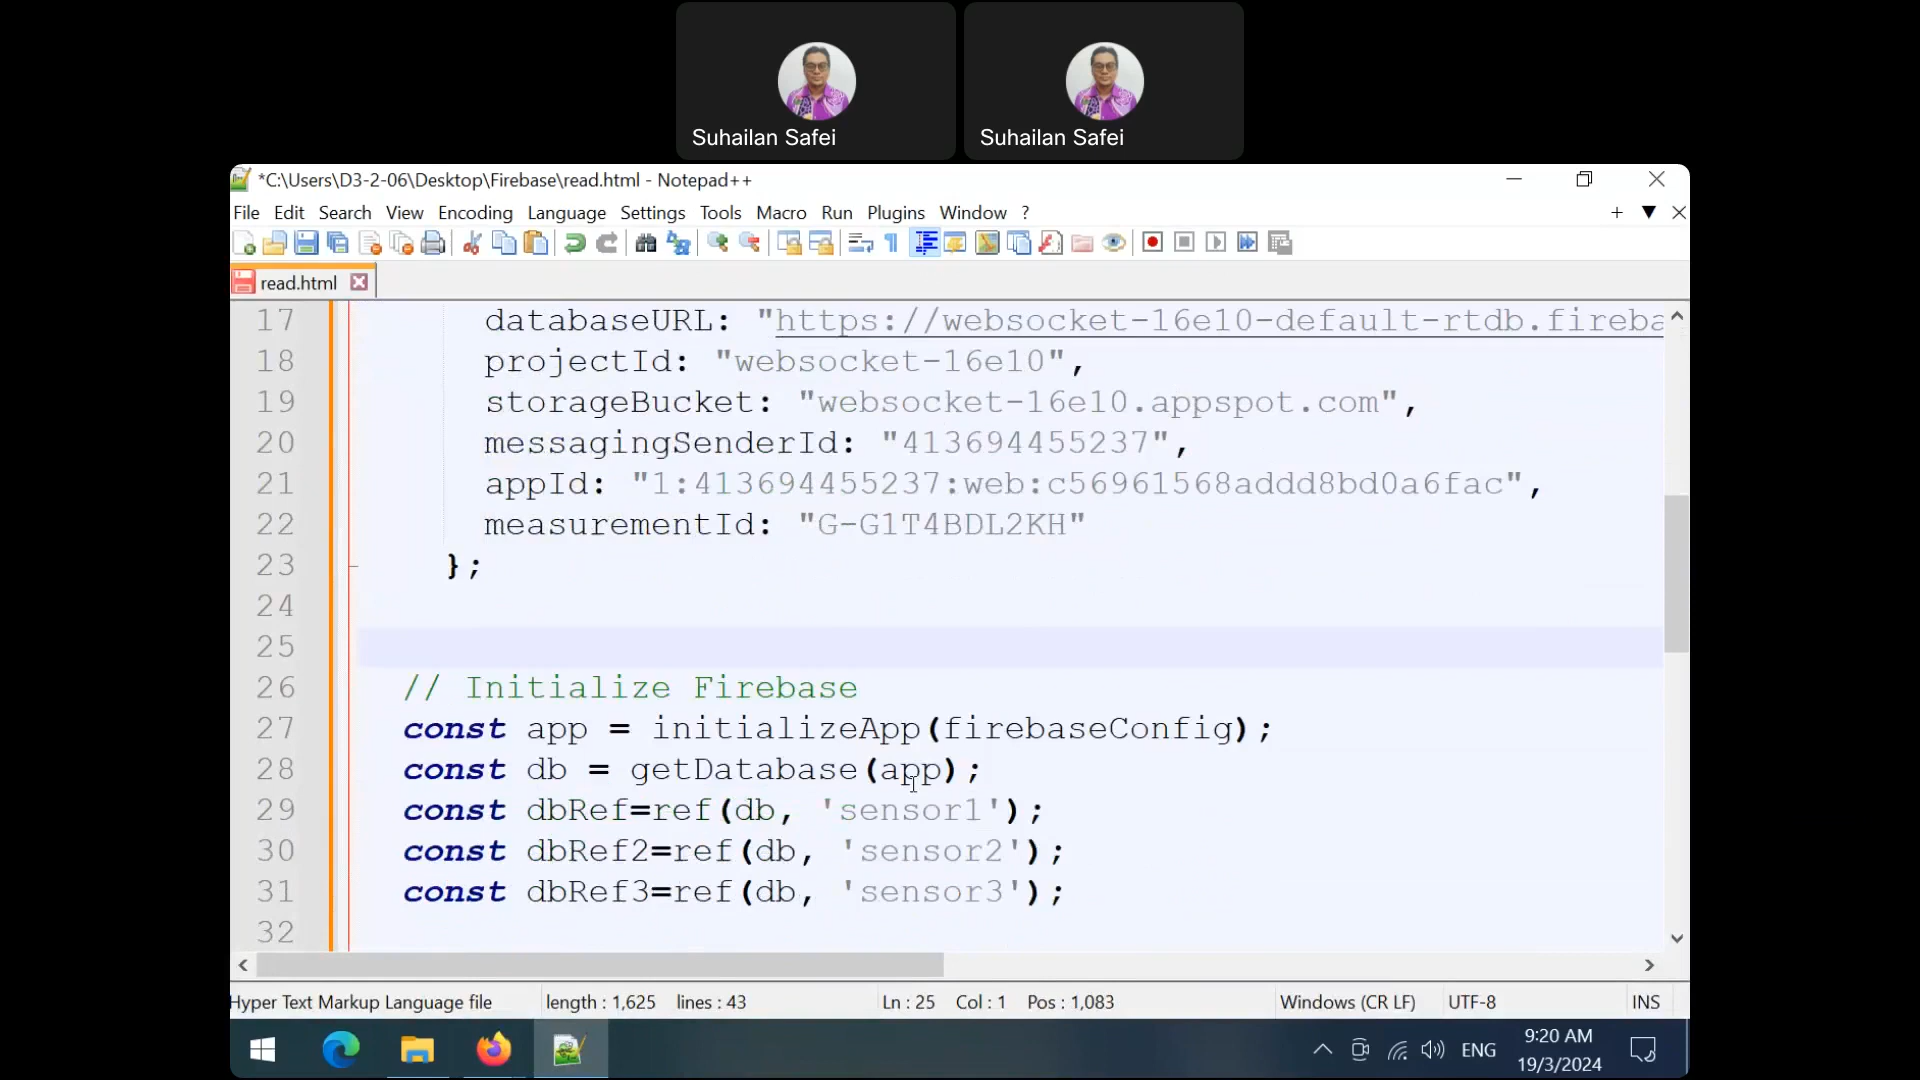 Suhailan Safei
Suhailan Safei
*C:\Users\D3-2-06\Desktop\Firebase\read.html - Notepad++
File Edit Search View Encoding Language Settings Tools Macro Run Plugins Window ?
read.html
17 databaseURL: "https://websocket-16e10-default-rtdb.fireba
18 projectId: "websocket-16e10",
19 storageBucket: "websocket-16e10.appspot.com",
20 messagingSenderId: "413694455237",
21 appId: "1:413694455237:web:c56961568addd8bd0a6fac",
22 measurementId: "G-G1T4BDL2KH"
23 };
24
25
26 // Initialize Firebase
27 const app = initializeApp(firebaseConfig);
28 const db = getDatabase(app);
29 const dbRef=ref(db, 'sensor1');
30 const dbRef2=ref(db, 'sensor2');
31 const dbRef3=ref(db, 'sensor3');
32
Hyper Text Markup Language file length : 1,625 lines : 43 Ln : 25 Col : 1 Pos : 1,083 Windows (CR LF) UTF-8 INS
ENG
9:20 AM
19/3/2024